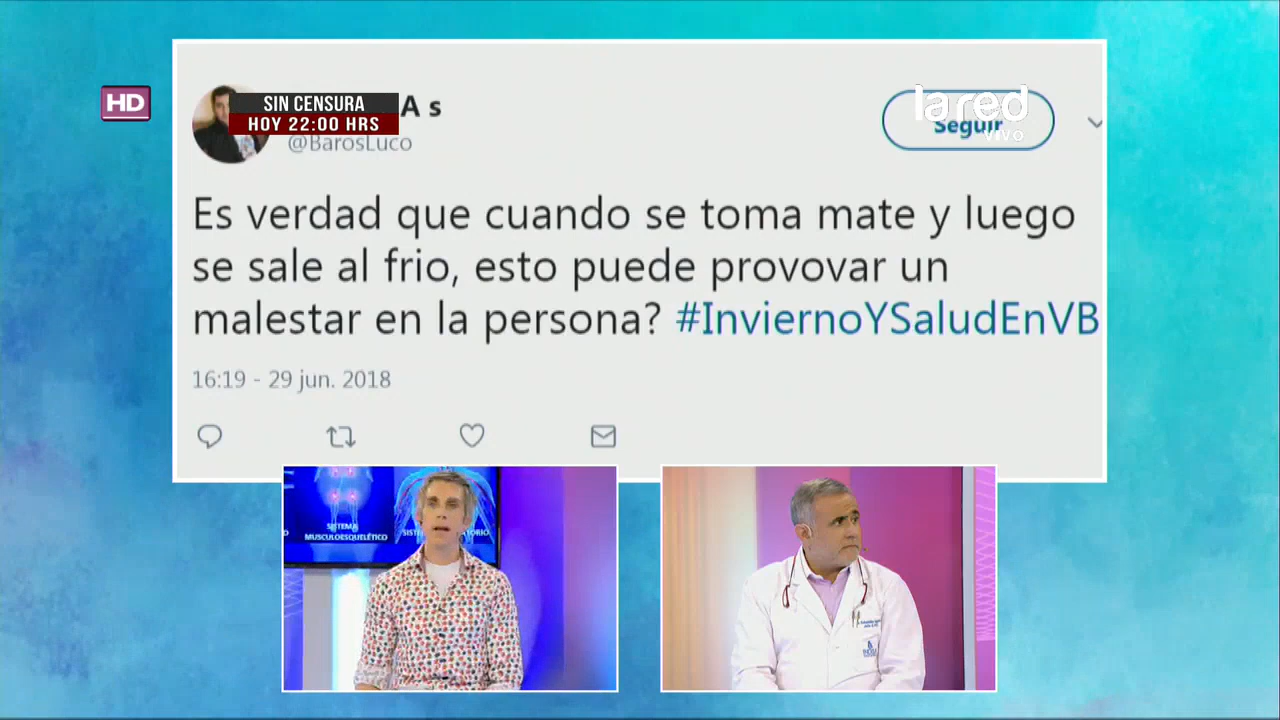 HD
SIN CENSURA
HOY 22:00 HRS
A s
@BarosLuco
Seguir
la red
VIVO
Es verdad que cuando se toma mate y luego
se sale al frio, esto puede provovar un
malestar en la persona? #InviernoYSaludEnVB
16:19 - 29 jun. 2018
SISTEMA
MUSCULOESQUELÉTICO